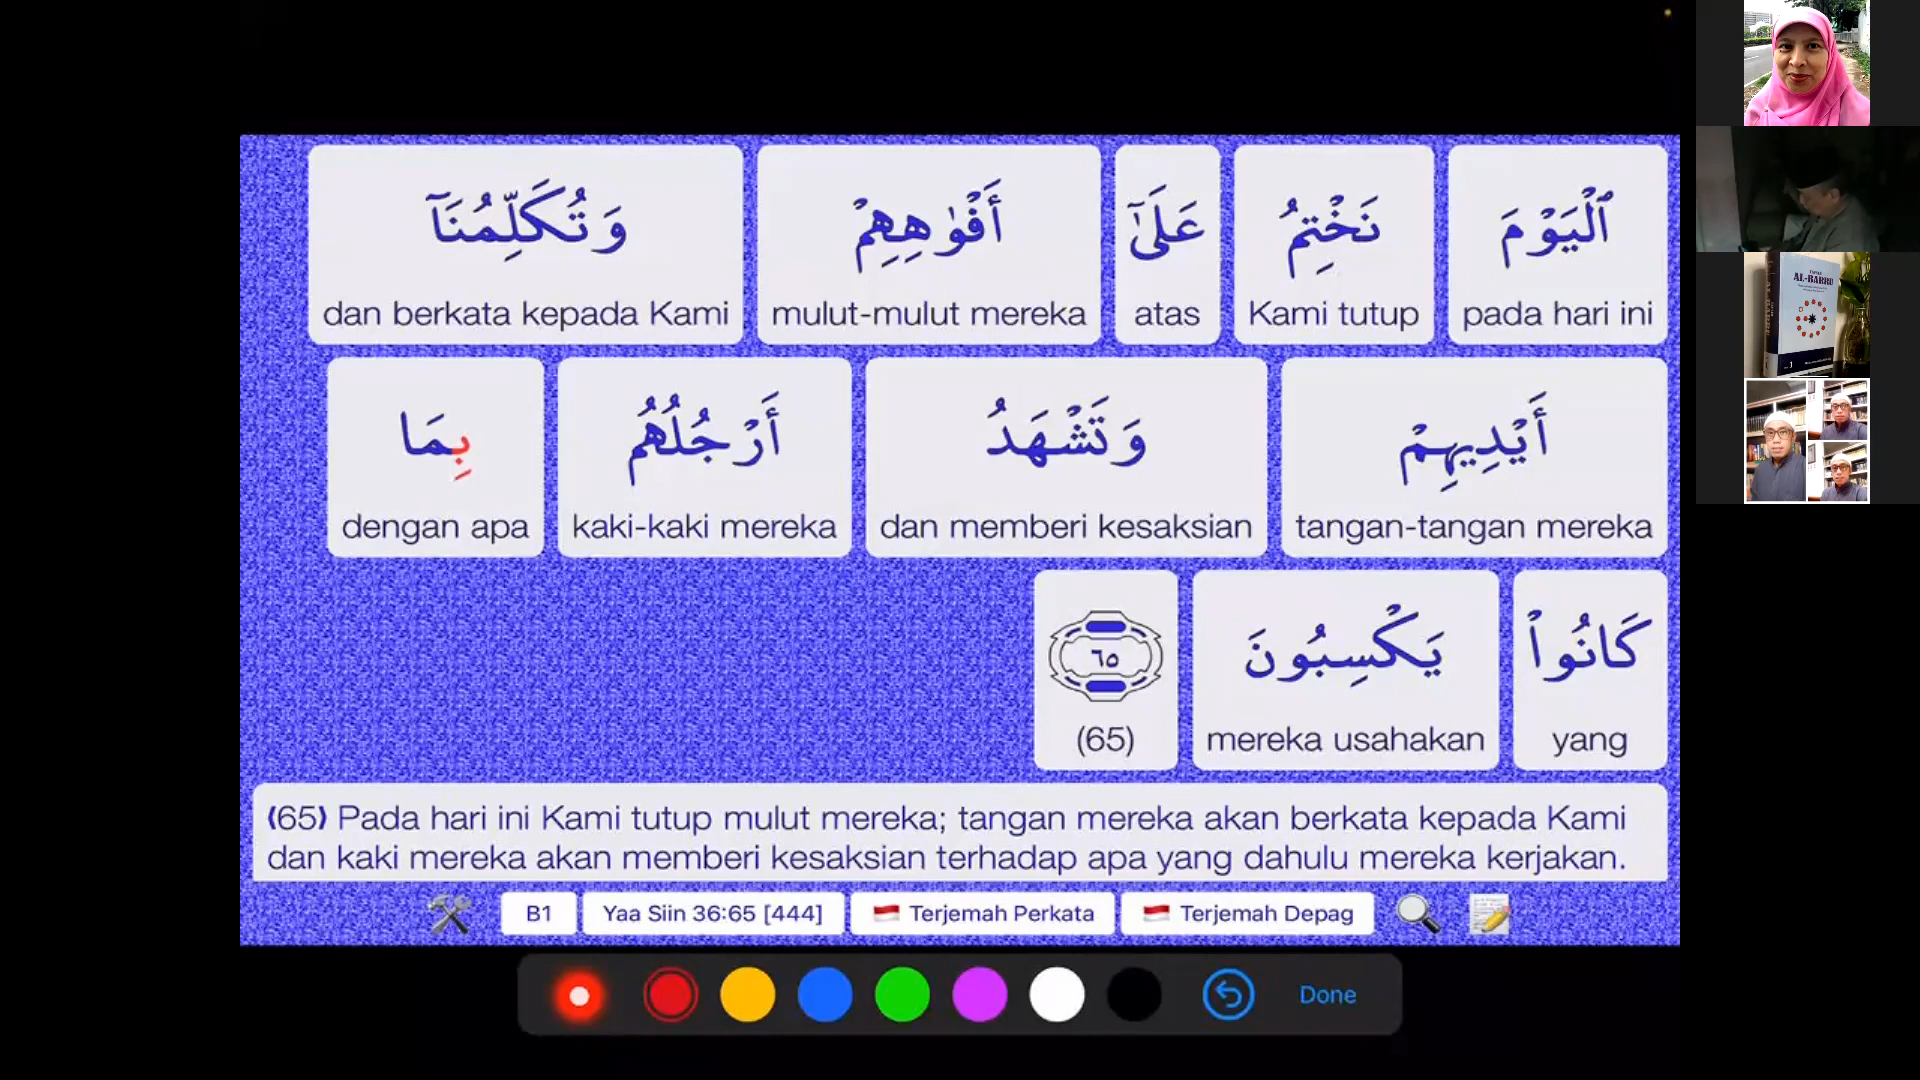 ٱلْيَوْمَ نَخْتِمُ عَلَىٰٓ أَفْوَٰهِهِمْ وَتُكَلِّمُنَآ
pada hari ini Kami tutup atas mulut-mulut mereka dan berkata kepada Kami
أَيْدِيهِمْ وَتَشْهَدُ أَرْجُلُهُم بِمَا
tangan-tangan mereka dan memberi kesaksian kaki-kaki mereka dengan apa
كَانُوا۟ يَكْسِبُونَ ٦٥
yang mereka usahakan (65)
(65) Pada hari ini Kami tutup mulut mereka; tangan mereka akan berkata kepada Kami
dan kaki mereka akan memberi kesaksian terhadap apa yang dahulu mereka kerjakan.
B1 Yaa Siin 36:65 [444] Terjemah Perkata Terjemah Depag
Done
AL-BARRU